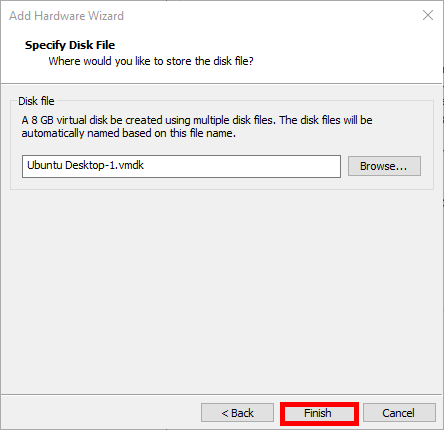 Add Hardware Wizard
Specify Disk File
Where would you like to store the disk file?
Disk file
A 8 GB virtual disk be created using multiple disk files. The disk files will be
automatically named based on this file name.
Ubuntu Desktop-1.vmdk
Browse...
< Back
Finish
Cancel